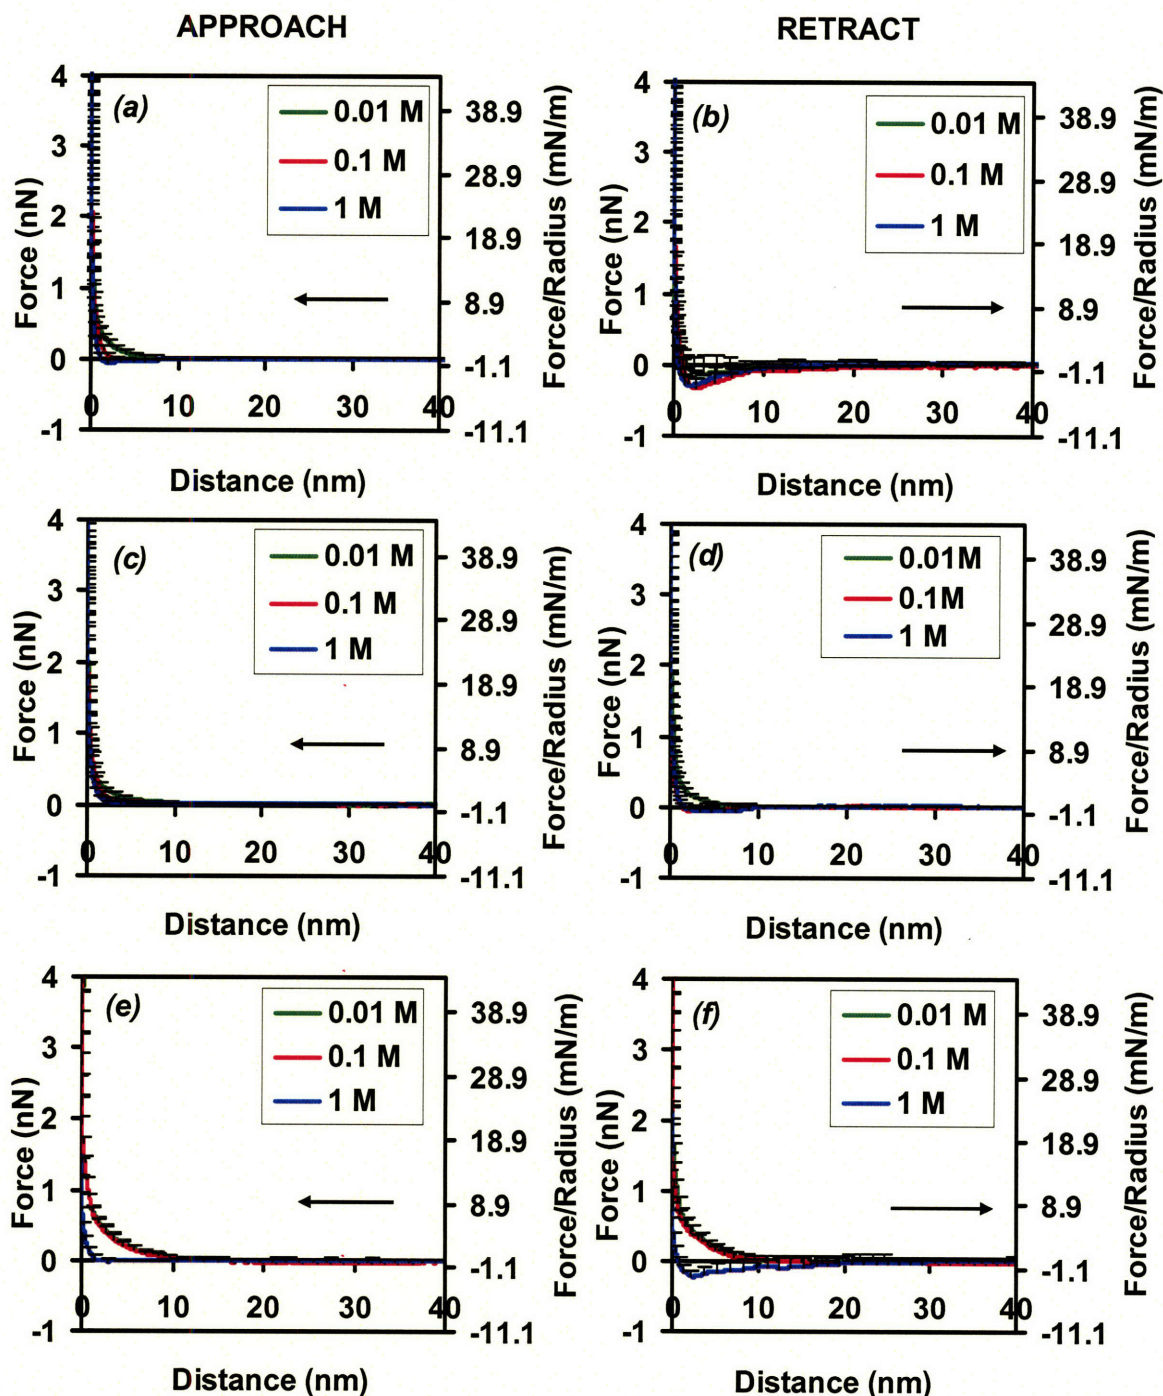 APPROACH
RETRACT
(a)
0.01 M
0.1 M
1 M
4
3
2
1
0
-1
0 10 20 30 40
38.9
28.9
18.9
8.9
-1.1
-11.1
Force (nN)
Force/Radius (mN/m)
Distance (nm)
(b)
0.01 M
0.1 M
1 M
4
3
2
1
0
-1
0 10 20 30 40
38.9
28.9
18.9
8.9
-1.1
-11.1
Force (nN)
Force/Radius (mN/m)
Distance (nm)
(c)
0.01 M
0.1 M
1 M
4
3
2
1
0
-1
0 10 20 30 40
38.9
28.9
18.9
8.9
-1.1
-11.1
Force (nN)
Force/Radius (mN/m)
Distance (nm)
(d)
0.01M
0.1M
1 M
4
3
2
1
0
-1
0 10 20 30 40
38.9
28.9
18.9
8.9
-1.1
-11.1
Force (nN)
Force/Radius (mN/m)
Distance (nm)
(e)
0.01 M
0.1 M
1 M
4
3
2
1
0
-1
0 10 20 30 40
38.9
28.9
18.9
8.9
-1.1
-11.1
Force (nN)
Force/Radius (mN/m)
Distance (nm)
(f)
0.01 M
0.1 M
1 M
4
3
2
1
0
-1
0 10 20 30 40
38.9
28.9
18.9
8.9
-1.1
-11.1
Force (nN)
Force/Radius (mN/m)
Distance (nm)